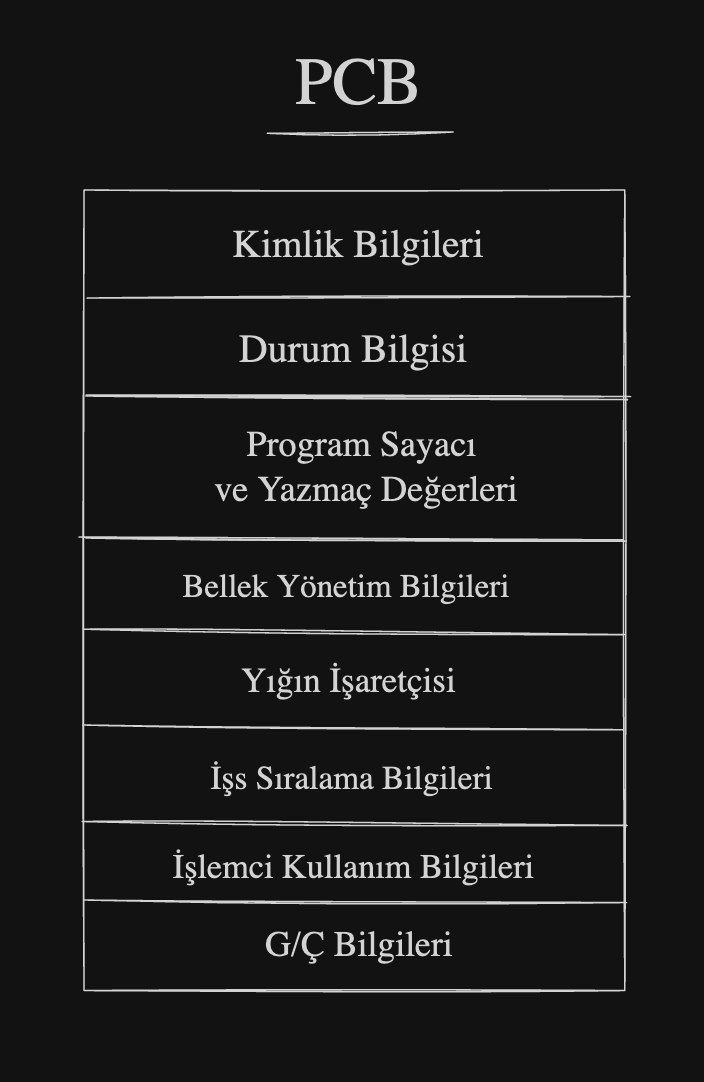 PCB
Kimlik Bilgileri
Durum Bilgisi
Program Sayacı
ve Yazmaç Değerleri
Bellek Yönetim Bilgileri
Yığın İşaretçisi
İşs Sıralama Bilgileri
İşlemci Kullanım Bilgileri
G/Ç Bilgileri